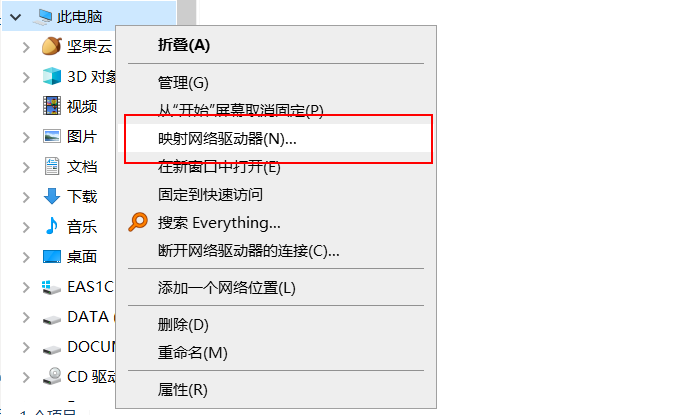 此电脑
折叠(A)
坚果云
3D 对象
管理(G)
视频
从“开始”屏幕取消固定(P)
图片
映射网络驱动器(N)...
文档
在新窗口中打开(E)
下载
固定到快速访问
音乐
搜索 Everything...
桌面
断开网络驱动器的连接(C)...
EAS1C
添加一个网络位置(L)
DATA (
删除(D)
DOCUM
重命名(M)
CD 驱动
属性(R)
1 个项目